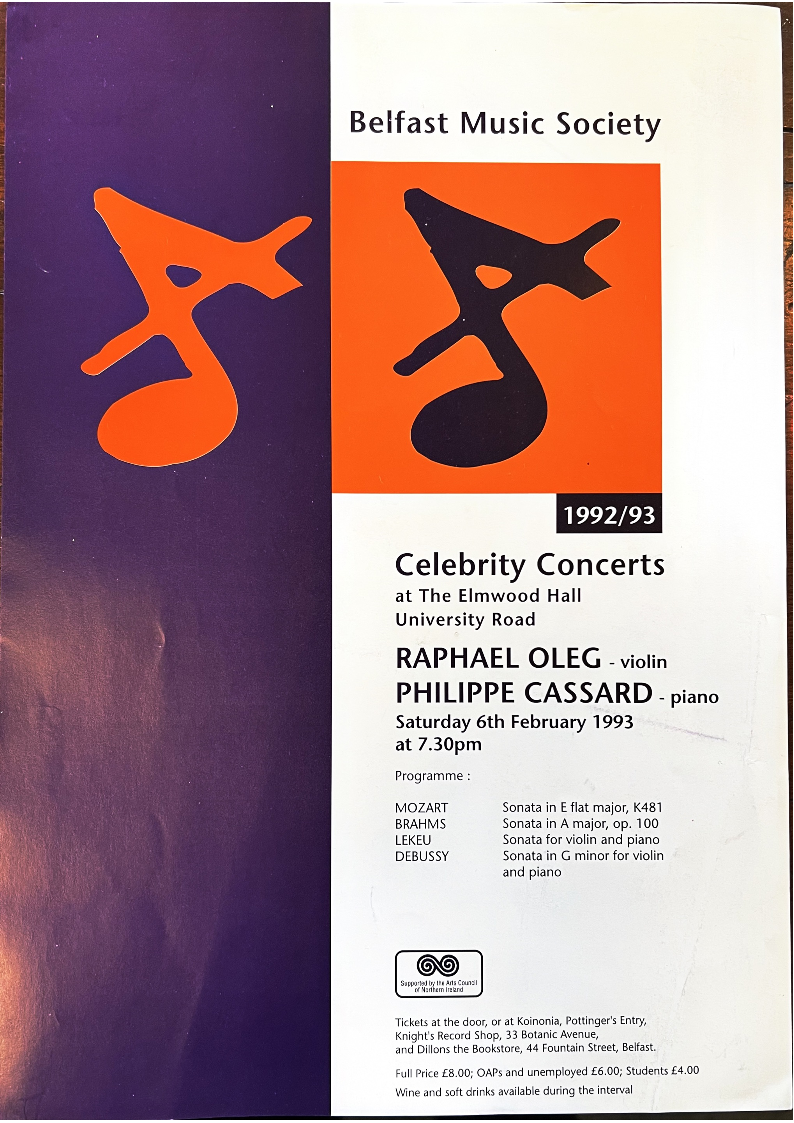 Belfast Music Society
1992/93
Celebrity Concerts
at The Elmwood Hall
University Road
RAPHAEL OLEG - violin
PHILIPPE CASSARD - piano
Saturday 6th February 1993
at 7.30pm
Programme :
MOZART Sonata in E flat major, K481
BRAHMS Sonata in A major, op. 100
LEKEU Sonata for violin and piano
DEBUSSY Sonata in G minor for violin
and piano
Supported by the Arts Council
of Northern Ireland
Tickets at the door, or at Koinonia, Pottinger's Entry,
Knight's Record Shop, 33 Botanic Avenue,
and Dillons the Bookstore, 44 Fountain Street, Belfast.
Full Price £8.00; OAPs and unemployed £6.00; Students £4.00
Wine and soft drinks available during the interval